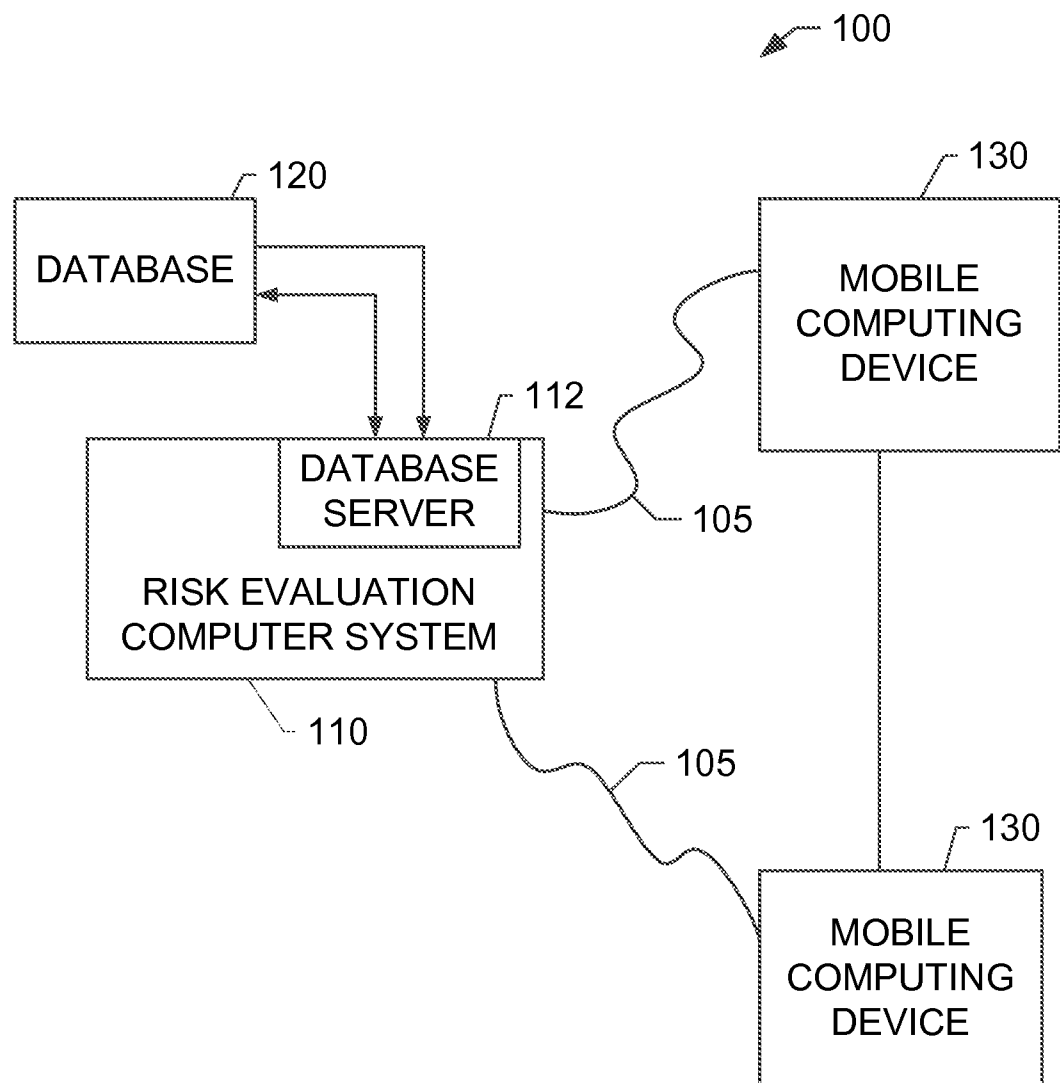 100
120
130
DATABASE
MOBILE
COMPUTING
DEVICE
112
DATABASE
SERVER
105
RISK EVALUATION
COMPUTER SYSTEM
110
105
130
MOBILE
COMPUTING
DEVICE